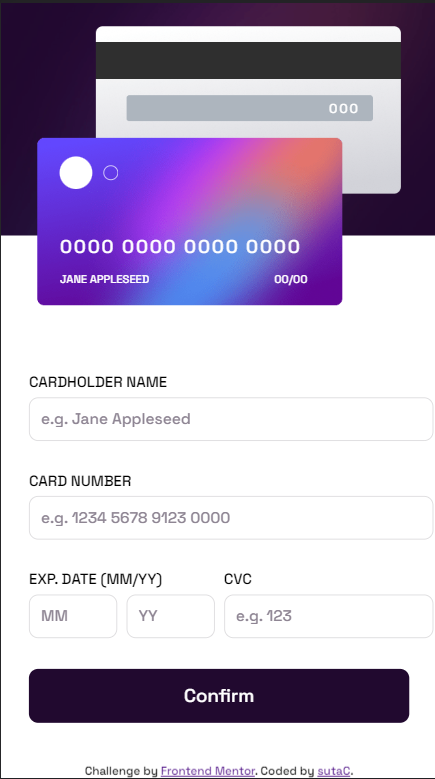 000
0000 0000 0000 0000
JANE APPLESEED 00/00
CARDHOLDER NAME
e.g. Jane Appleseed
CARD NUMBER
e.g. 1234 5678 9123 0000
EXP. DATE (MM/YY) CVC
MM YY e.g. 123
Confirm
Challenge by Frontend Mentor. Coded by sutaC.